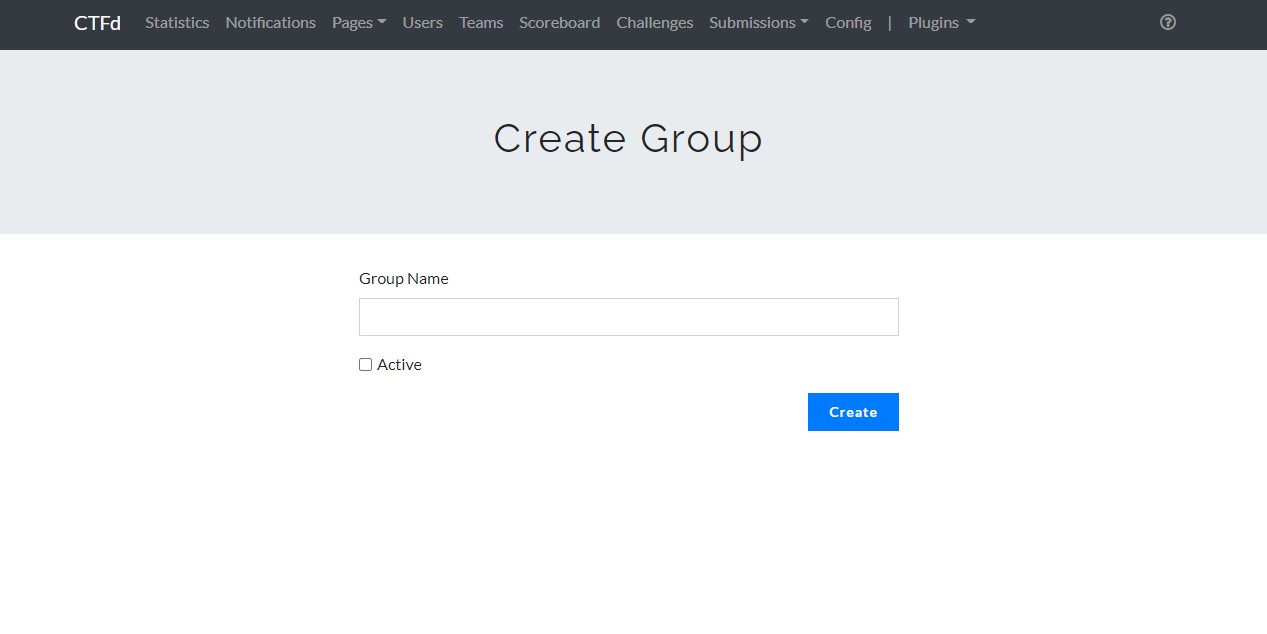 CTFd Statistics Notifications Pages Users Teams Scoreboard Challenges Submissions Config | Plugins
Create Group
Group Name
Active
Create